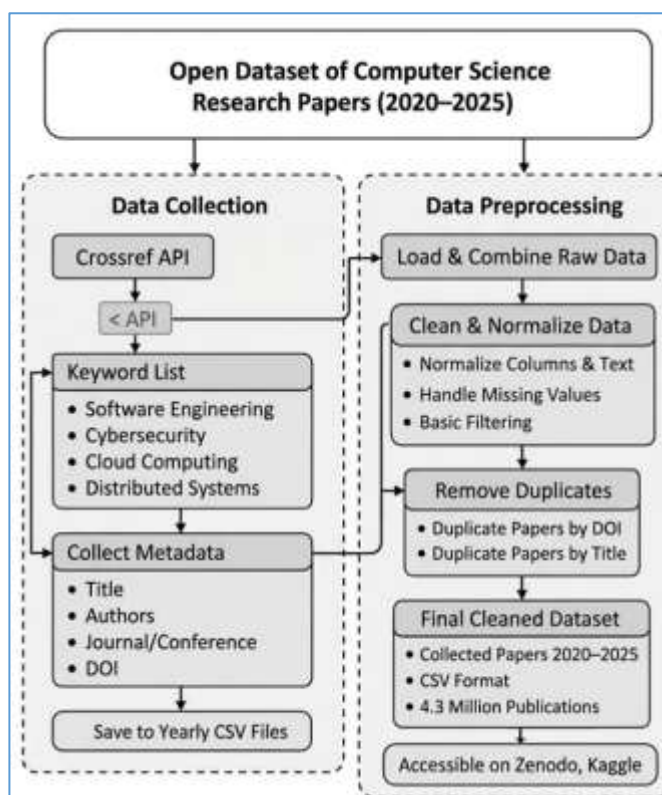 Open Dataset of Computer Science
Research Papers (2020–2025)
Data Collection
Crossref API
< API
Keyword List
• Software Engineering
• Cybersecurity
• Cloud Computing
• Distributed Systems
Collect Metadata
• Title
• Authors
• Journal/Conference
• DOI
Save to Yearly CSV Files
Data Preprocessing
Load & Combine Raw Data
Clean & Normalize Data
• Normalize Columns & Text
• Handle Missing Values
• Basic Filtering
Remove Duplicates
• Duplicate Papers by DOI
• Duplicate Papers by Title
Final Cleaned Dataset
• Collected Papers 2020–2025
• CSV Format
• 4.3 Million Publications
Accessible on Zenodo, Kaggle